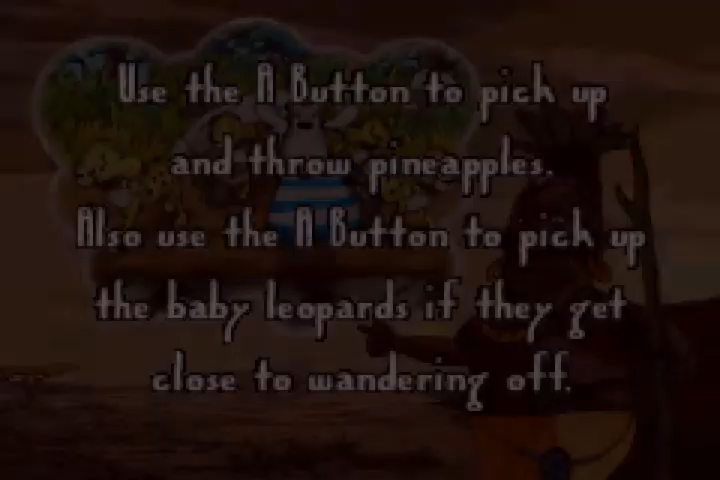 Use the A Button to pick up
and throw pineapples.
Also use the A Button to pick up
the baby leopards if they get
close to wandering off.